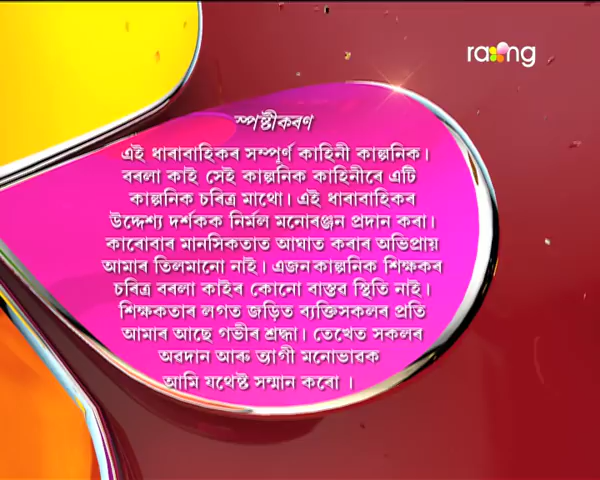 rang
স্পষ্টীকৰণ
এই ধাৰাবাহিকৰ সম্পূৰ্ণ কাহিনী কাল্পনিক।
বৰলা কাই সেই কাল্পনিক কাহিনীৰে এটি
কাল্পনিক চৰিত্ৰ মাথো। এই ধাৰাবাহিকৰ
উদ্দেশ্য দৰ্শকক নিৰ্মল মনোৰঞ্জন প্ৰদান কৰা।
কাৰোবাৰ মানসিকতাত আঘাত কৰাৰ অভিপ্ৰায়
আমাৰ তিলমানো নাই। এজন কাল্পনিক শিক্ষকৰ
চৰিত্ৰ বৰলা কাইৰ কোনো বাস্তৱ স্থিতি নাই।
শিক্ষকতাৰ লগত জড়িত ব্যক্তিসকলৰ প্ৰতি
আমাৰ আছে গভীৰ শ্ৰদ্ধা। তেখেত সকলৰ
অৱদান আৰু ত্যাগী মনোভাৱক
আমি যথেষ্ট সন্মান কৰো ।